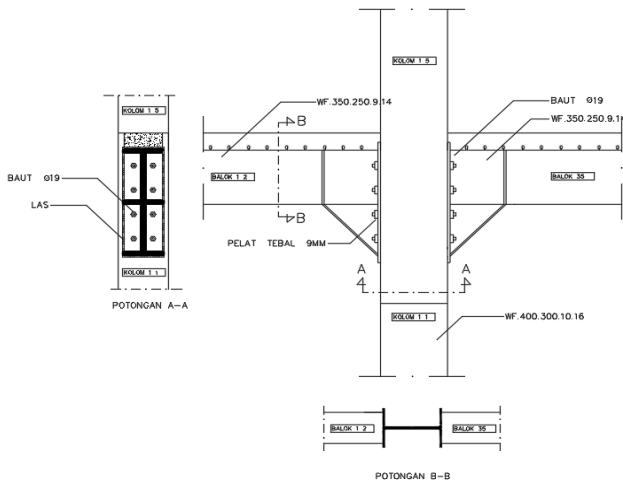 KOLOM 1 5
KOLOM 1 5
WF.350.250.9.14
B
BAUT Ø19
WF.350.250.9.1
BAUT Ø19
BALOK 1 2
BALOK 35
LAS
B
PELAT TEBAL 9MM
A
A
KOLOM 1 1
POTONGAN A-A
KOLOM 1 1
WF.400.300.10.16
BALOK 1 2
BALOK 35
POTONGAN B-B